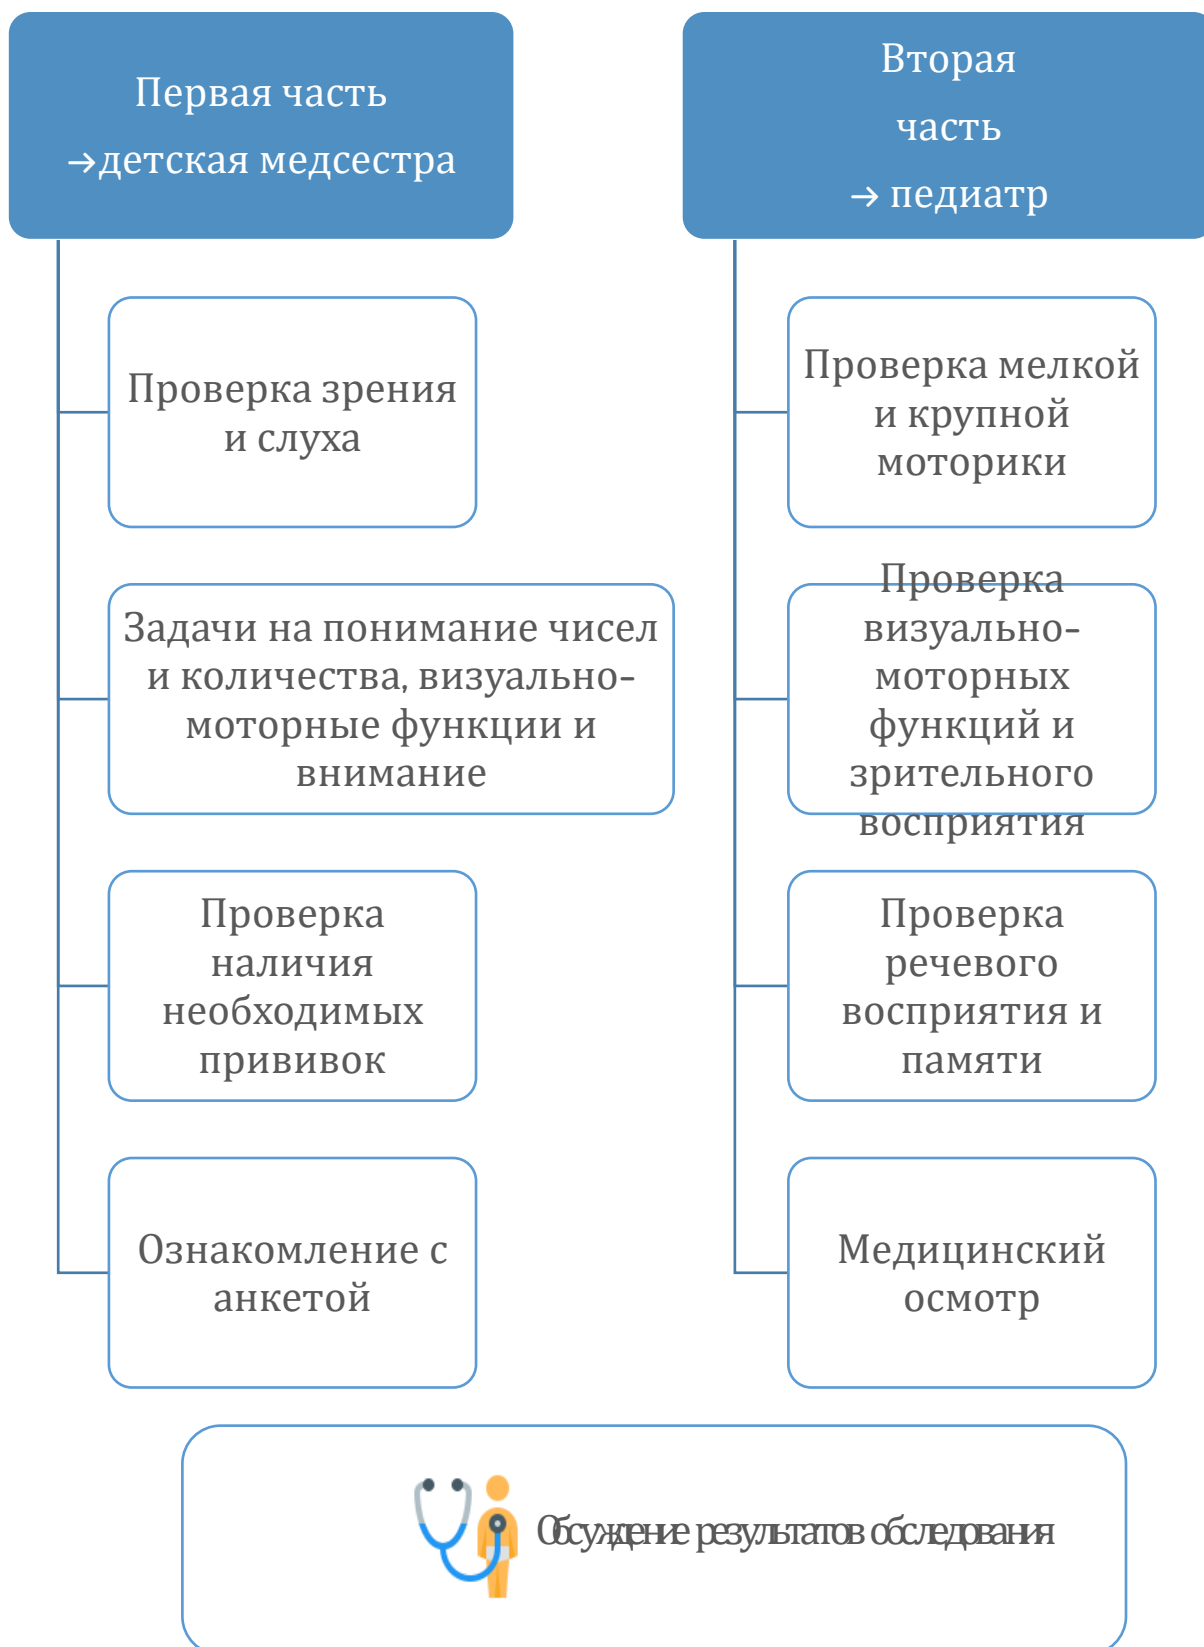 Первая часть
→детская медсестра
Проверка зрения
и слуха
Задачи на понимание чисел
и количества, визуально-
моторные функции и
внимание
Проверка
наличия
необходимых
прививок
Ознакомление с
анкетой
Вторая
часть
→ педиатр
Проверка мелкой
и крупной
моторики
Проверка
визуально-
моторных
функций и
зрительного
восприятия
Проверка
речевого
восприятия и
памяти
Медицинский
осмотр
Обсуждение результатов обследования